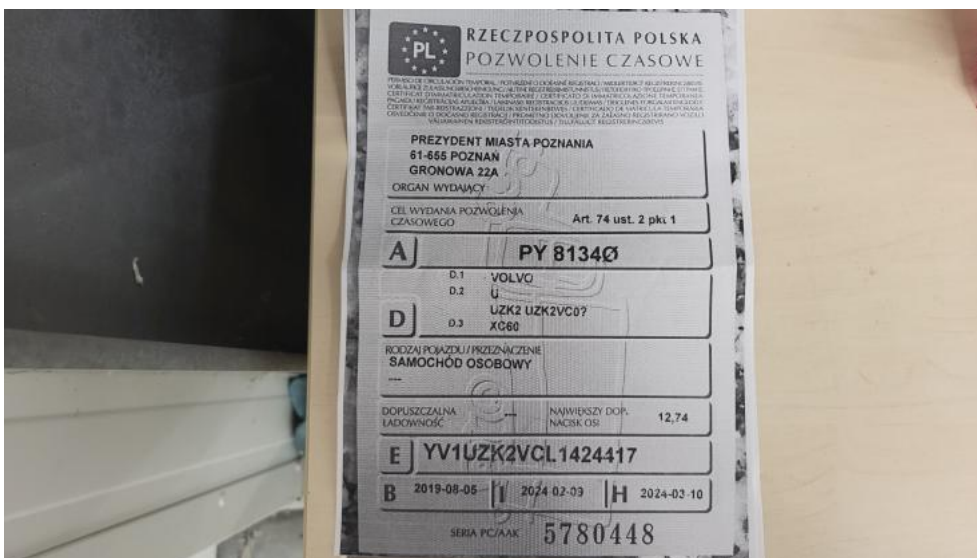 PL
RZECZPOSPOLITA POLSKA
POZWOLENIE CZASOWE
PREZYDENT MIASTA POZNANIA
61-655 POZNAŃ
GRONOWA 22A
ORGAN WYDAJĄCY
CEL WYDANIA POZWOLENIA
CZASOWEGO
Art. 74 ust. 2 pkt 1
A PY 8134Ø
D.1 VOLVO
D.2 U
UZK2 UZK2VC0?
D
D.3 XC60
RODZAJ POJAZDU / PRZEZNACZENIE
SAMOCHÓD OSOBOWY
---
DOPUSZCZALNA --- NAJWIĘKSZY DOP. 12,74
ŁADOWNOŚĆ NACISK OSI
E YV1UZK2VCL1424417
B 2019-08-05 I 2024-02-09 H 2024-03-10
SERIA PC/AAK 5780448